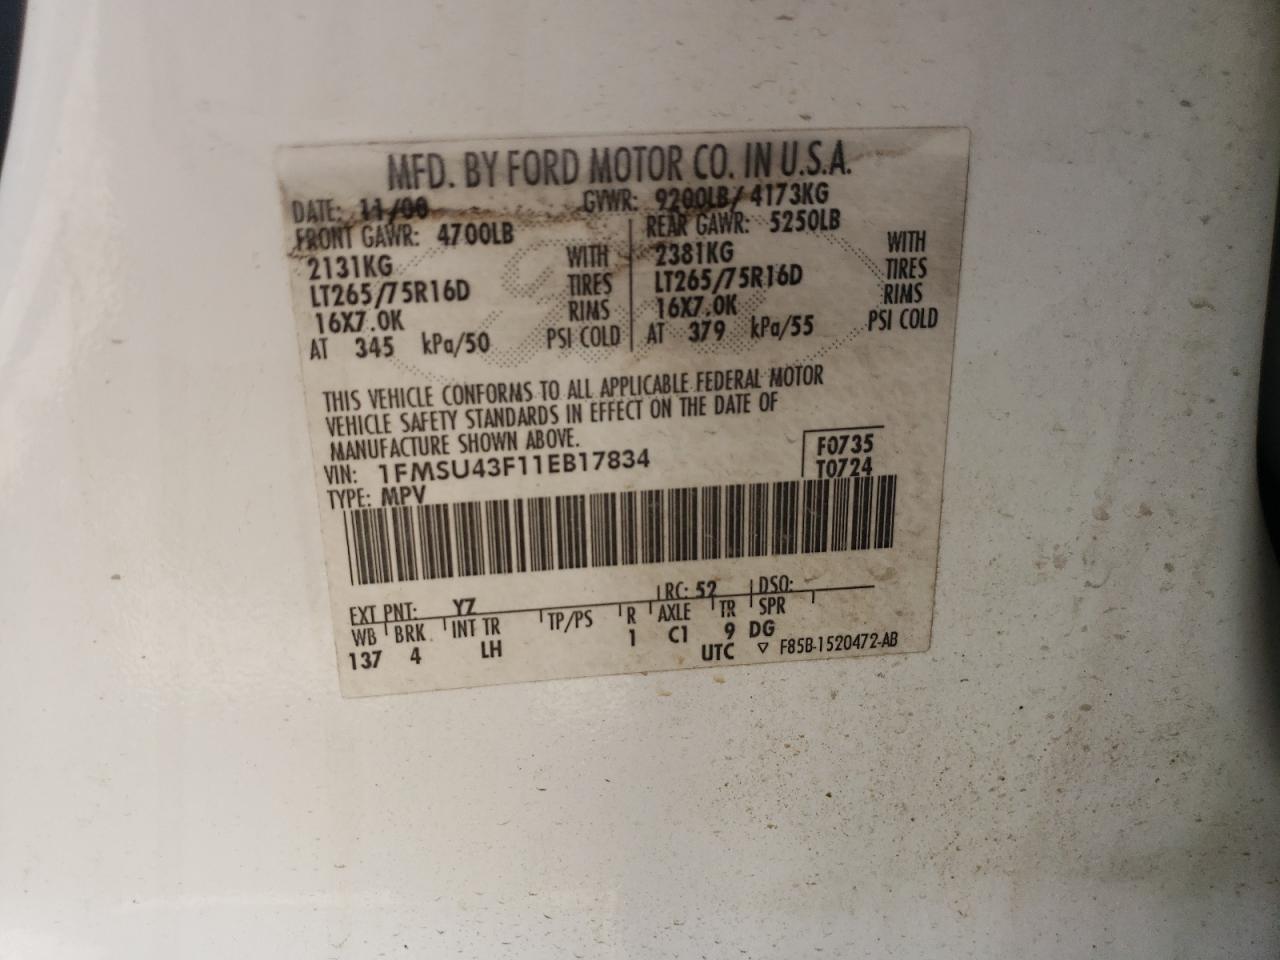 MFD. BY FORD MOTOR CO. IN U.S.A.
DATE: 11/00 GVWR: 9200LB/ 4173KG
FRONT GAWR: 4700LB REAR GAWR: 5250LB
2131KG WITH 2381KG WITH
LT265/75R16D TIRES LT265/75R16D TIRES
16X7.0K RIMS 16X7.0K RIMS
AT 345 kPa/50 PSI COLD AT 379 kPa/55 PSI COLD
THIS VEHICLE CONFORMS TO ALL APPLICABLE FEDERAL MOTOR
VEHICLE SAFETY STANDARDS IN EFFECT ON THE DATE OF
MANUFACTURE SHOWN ABOVE.
VIN: 1FMSU43F11EB17834 F0735
TYPE: MPV T0724
EXT PNT: YZ RC: 52 DSO:
WB BRK INT TR TP/PS R AXLE TR SPR
137 4 LH 1 C1 9 DG
UTC ▽ F85B-1520472-AB